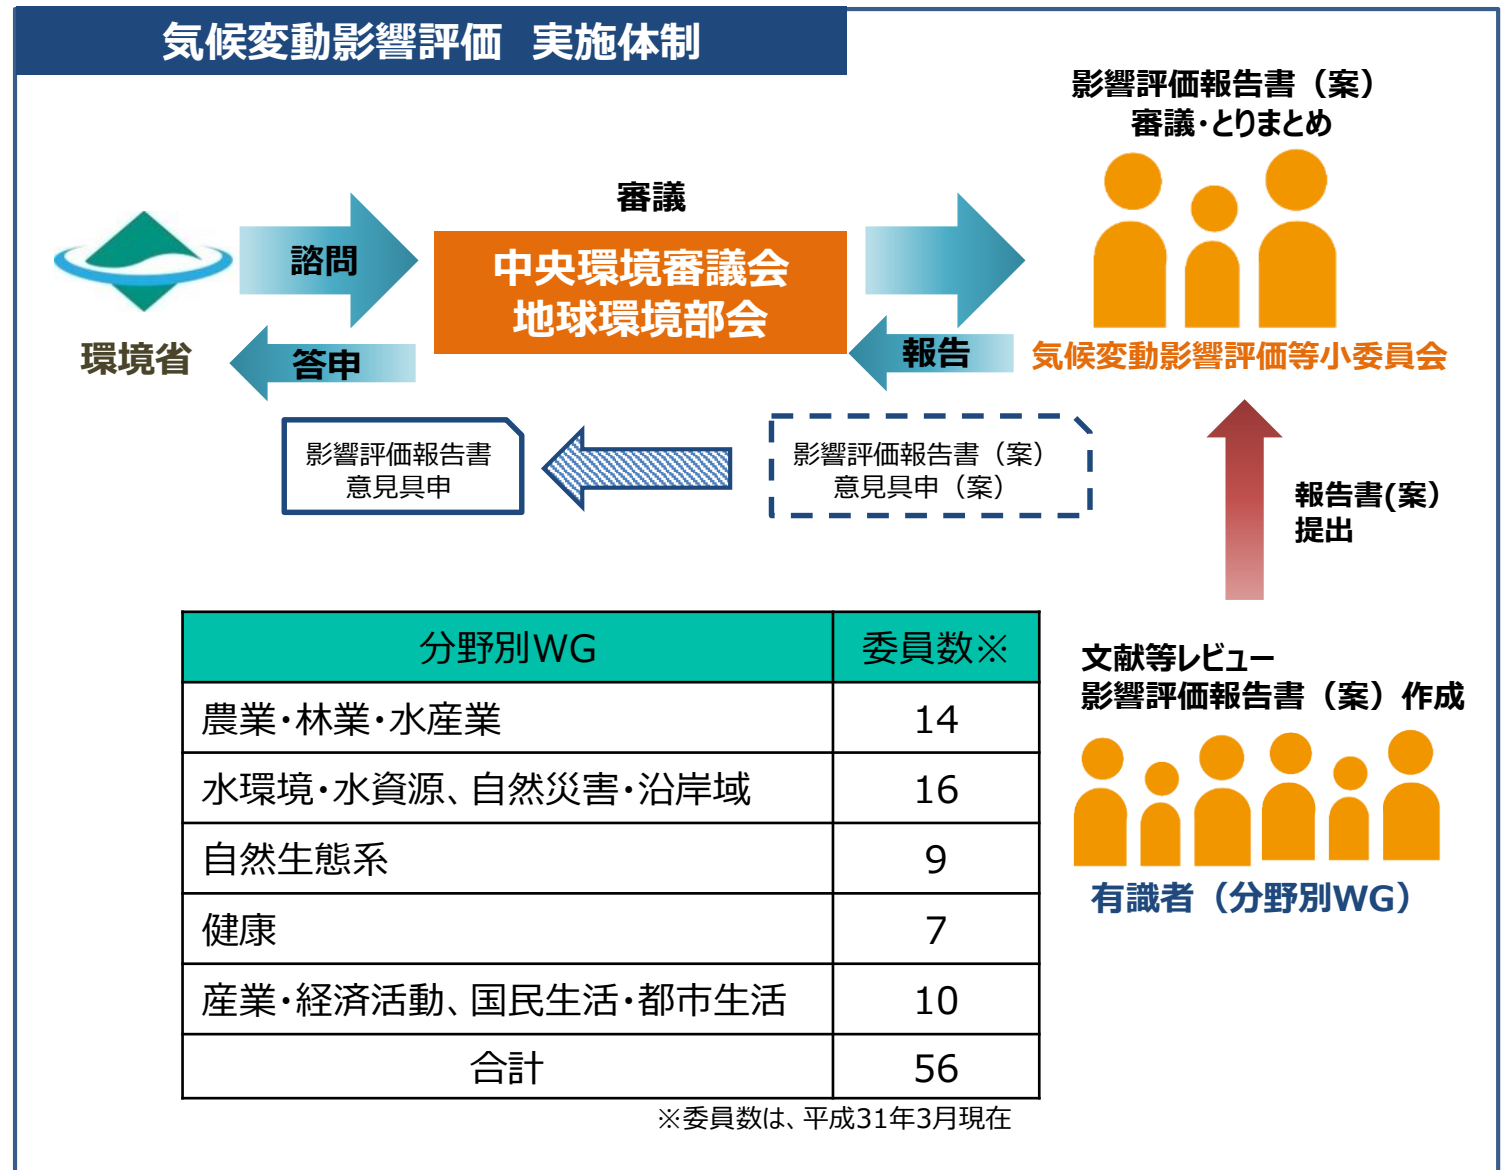 気候変動影響評価　実施体制
影響評価報告書（案）
審議・とりまとめ
審議
諮問
中央環境審議会
地球環境部会
環境省
答申
報告
気候変動影響評価等小委員会
影響評価報告書
意見具申
影響評価報告書（案）
意見具申（案）
報告書(案）
提出
分野別WG 委員数※
農業・林業・水産業 14
水環境・水資源、自然災害・沿岸域 16
自然生態系 9
健康 7
産業・経済活動、国民生活・都市生活 10
合計 56
※委員数は、平成31年3月現在
文献等レビュー
影響評価報告書（案）作成
有識者（分野別WG）